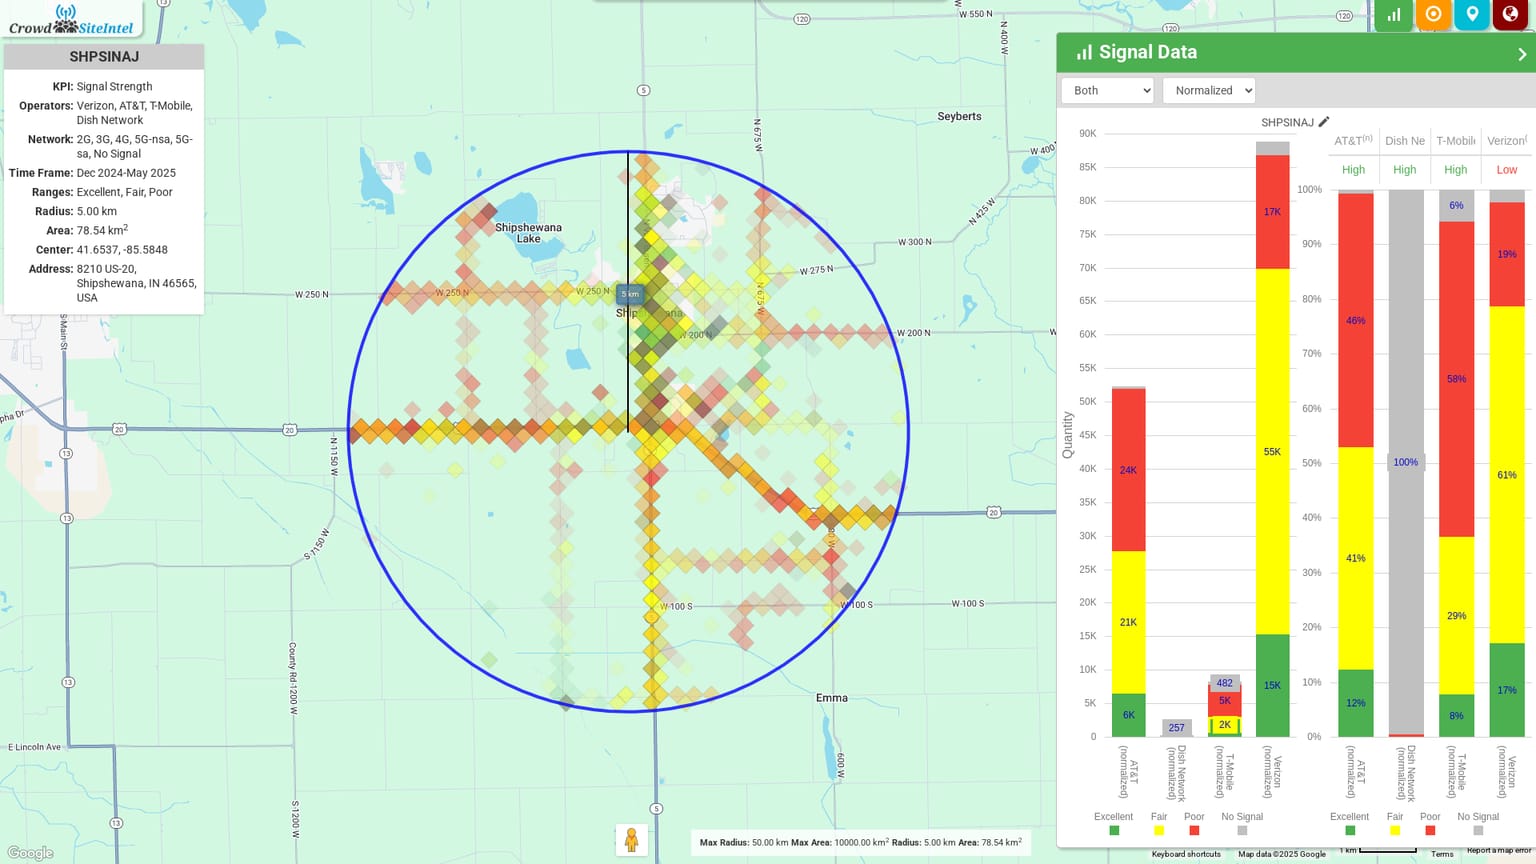 Crowd SiteIntel
SHPSINAJ
KPI: Signal Strength
Operators: Verizon, AT&T, T-Mobile,
Dish Network
Network: 2G, 3G, 4G, 5G-nsa, 5G-
sa, No Signal
Time Frame: Dec 2024-May 2025
Ranges: Excellent, Fair, Poor
Radius: 5.00 km
Area: 78.54 km2
Center: 41.6537, -85.5848
Address: 8210 US-20,
Shipshewana, IN 46565,
USA
13
120
W 550 N
N 400 W
120
120
5
Seyberts
N 675 W
W 400
N 425 W
Shipshewana
Lake
W 300 N
W 275 N
W 250 N
W 250 N
W 250 N
5 km
N 675 W
S Main St
W 200 N
W 200 N
pha Dr
20
20
13
N 1150 W
13
20
S 1150 W
W 100 S
W 100 S
W 100 S
County Rd 1200 W
13
Emma
E Lincoln Ave
600 W
S 1200 W
5
13
Google
Max Radius: 50.00 km Max Area: 10000.00 km2 Radius: 5.00 km Area: 78.54 km2
Signal Data
Both
Normalized
SHPSINAJ
Quantity
90K
85K
80K
75K
70K
65K
60K
55K
50K
45K
40K
35K
30K
25K
20K
15K
10K
5K
0
24K
21K
6K
257
482
5K
2K
17K
55K
15K
AT&T
(normalized)
Dish Network
(normalized)
T-Mobile
(normalized)
Verizon
(normalized)
Excellent Fair Poor No Signal
AT&T(n) Dish Ne T-Mobile Verizon(
High High High Low
100%
90%
80%
70%
60%
50%
40%
30%
20%
10%
0%
46%
41%
12%
100%
6%
58%
29%
8%
19%
61%
17%
AT&T
(normalized)
Dish Network
(normalized)
T-Mobile
(normalized)
Verizon
(normalized)
Excellent Fair Poor No Signal
Keyboard shortcuts Map data ©2025 Google 1 km Terms Report a map error